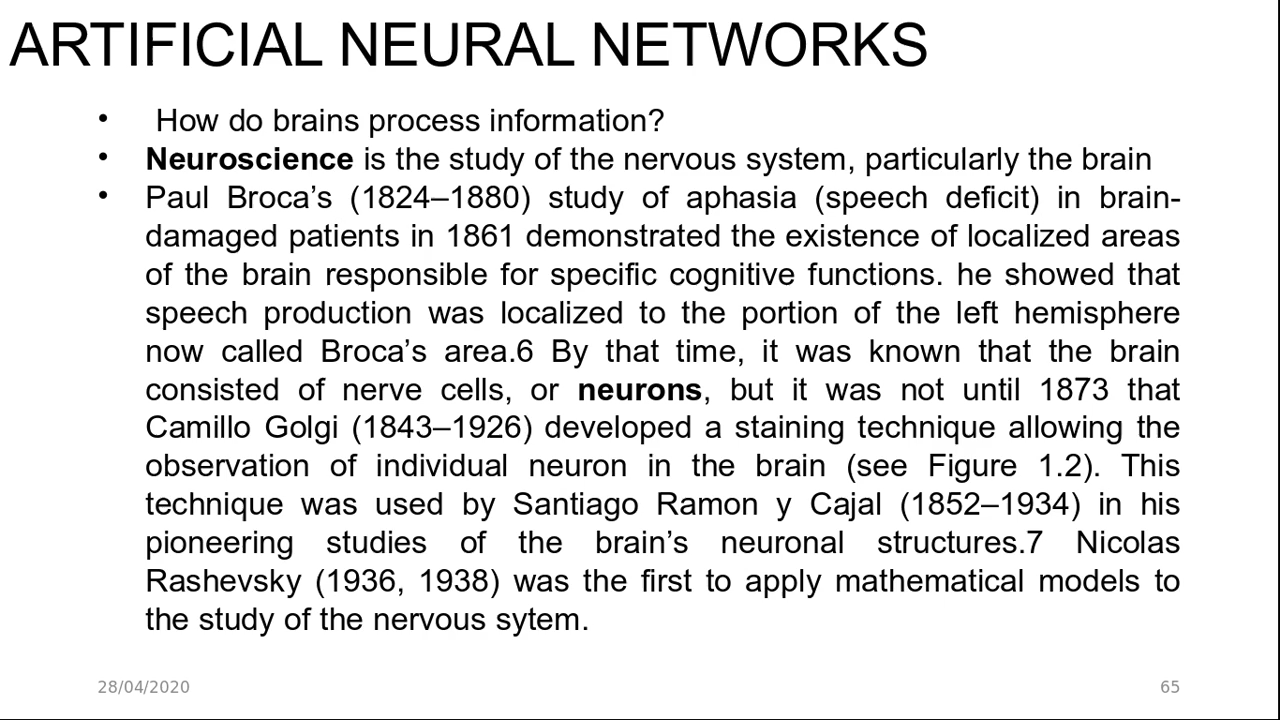 ARTIFICIAL NEURAL NETWORKS
• How do brains process information?
• Neuroscience is the study of the nervous system, particularly the brain
• Paul Broca’s (1824–1880) study of aphasia (speech deficit) in brain-
damaged patients in 1861 demonstrated the existence of localized areas
of the brain responsible for specific cognitive functions. he showed that
speech production was localized to the portion of the left hemisphere
now called Broca’s area.6 By that time, it was known that the brain
consisted of nerve cells, or neurons, but it was not until 1873 that
Camillo Golgi (1843–1926) developed a staining technique allowing the
observation of individual neuron in the brain (see Figure 1.2). This
technique was used by Santiago Ramon y Cajal (1852–1934) in his
pioneering studies of the brain’s neuronal structures.7 Nicolas
Rashevsky (1936, 1938) was the first to apply mathematical models to
the study of the nervous sytem.
28/04/2020
65